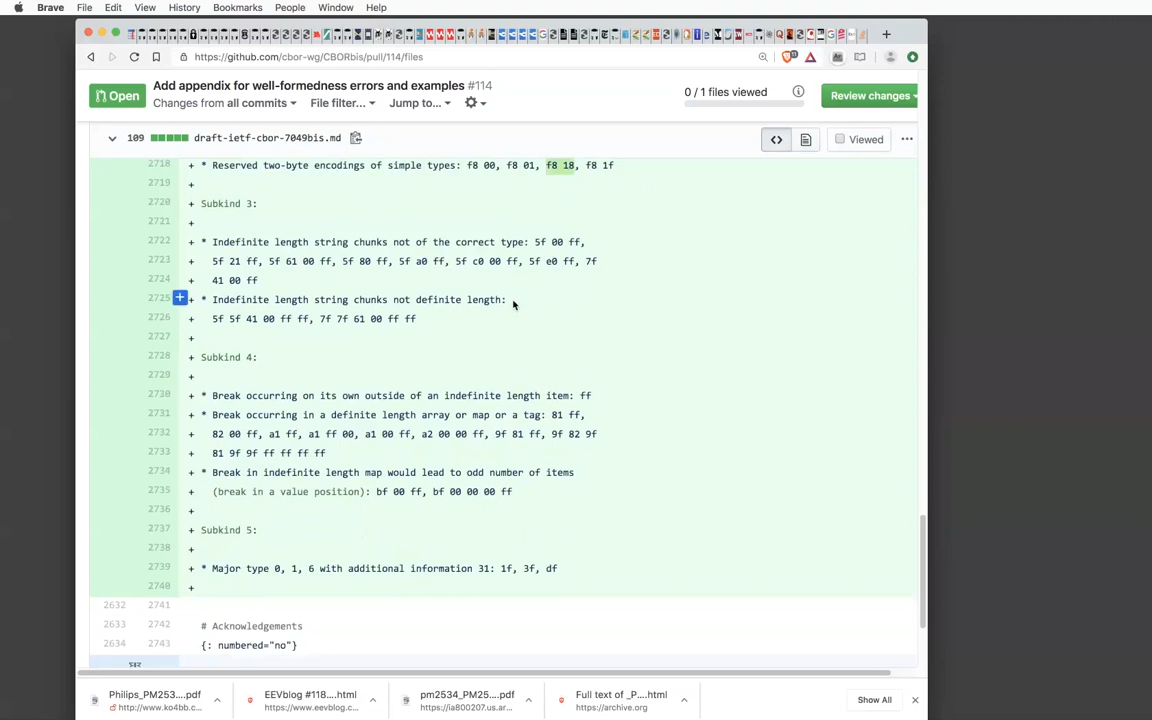 Brave File Edit View History Bookmarks People Window Help
https://github.com/cbor-wg/CBORbis/pull/114/files
Open
Add appendix for well-formedness errors and examples #114
Changes from all commits File filter... Jump to...
0 / 1 files viewed
Review changes
109 draft-ietf-cbor-7049bis.md
Viewed
2718 + * Reserved two-byte encodings of simple types: f8 00, f8 01, f8 18, f8 1f
2719 +
2720 + Subkind 3:
2721 +
2722 + * Indefinite length string chunks not of the correct type: 5f 00 ff,
2723 + 5f 21 ff, 5f 61 00 ff, 5f 80 ff, 5f a0 ff, 5f c0 00 ff, 5f e0 ff, 7f
2724 + 41 00 ff
2725 + * Indefinite length string chunks not definite length:
2726 + 5f 5f 41 00 ff ff, 7f 7f 61 00 ff ff
2727 +
2728 + Subkind 4:
2729 +
2730 + * Break occurring on its own outside of an indefinite length item: ff
2731 + * Break occurring in a definite length array or map or a tag: 81 ff,
2732 + 82 00 ff, a1 ff, a1 ff 00, a1 00 ff, a2 00 00 ff, 9f 81 ff, 9f 82 9f
2733 + 81 9f 9f ff ff ff ff
2734 + * Break in indefinite length map would lead to odd number of items
2735 + (break in a value position): bf 00 ff, bf 00 00 00 ff
2736 +
2737 + Subkind 5:
2738 +
2739 + * Major type 0, 1, 6 with additional information 31: 1f, 3f, df
2740 +
2632 2741
2633 2742 # Acknowledgements
2634 2743 {: numbered="no"}
Philips_PM253....pdf
http://www.ko4bb.c...
EEVblog #118....html
https://www.eevblog.c...
pm2534_PM25....pdf
https://ia800207.us.ar...
Full text of _P....html
https://archive.org
Show All